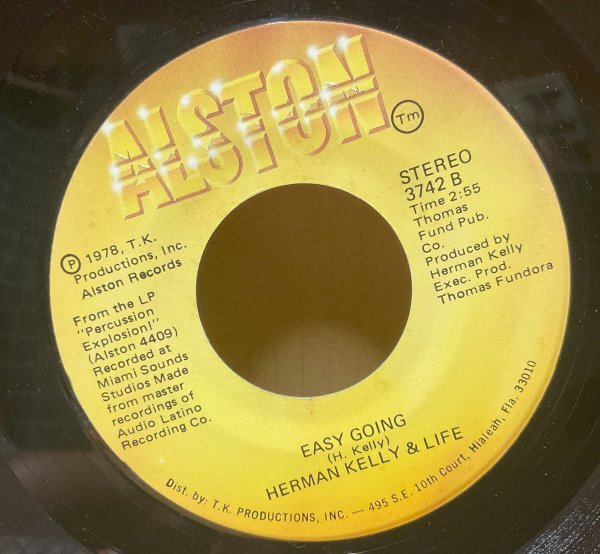 ALSTON
Tm
STEREO
3742 B
Time 2:55
Thomas
Fund Pub.
Co.
Produced by
Herman Kelly
Exec. Prod.
Thomas Fundora
℗ 1978, T.K.
Productions, Inc.
Alston Records
From the LP
"Percussion
Explosion!"
(Alston 4409)
Recorded at
Miami Sounds
Studios Made
from master
recordings of
Audio Latino
Recording Co.
EASY GOING
(H. Kelly)
HERMAN KELLY & LIFE
Dist. by: T.K. PRODUCTIONS, INC. — 495 S.E. 10th Court, Hialeah, Fla. 33010